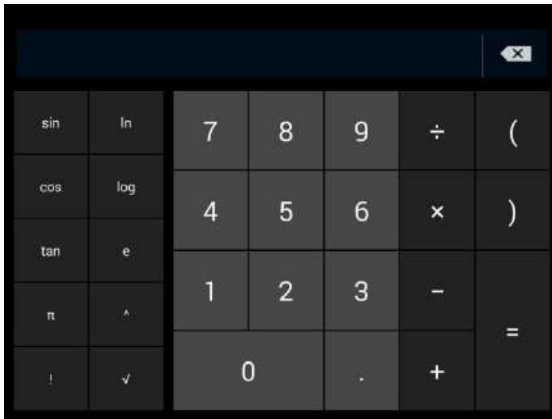 sin ln 7 8 9 ÷ (
cos log 4 5 6 × )
tan e 1 2 3 −
π ^ =
! √ 0 . +